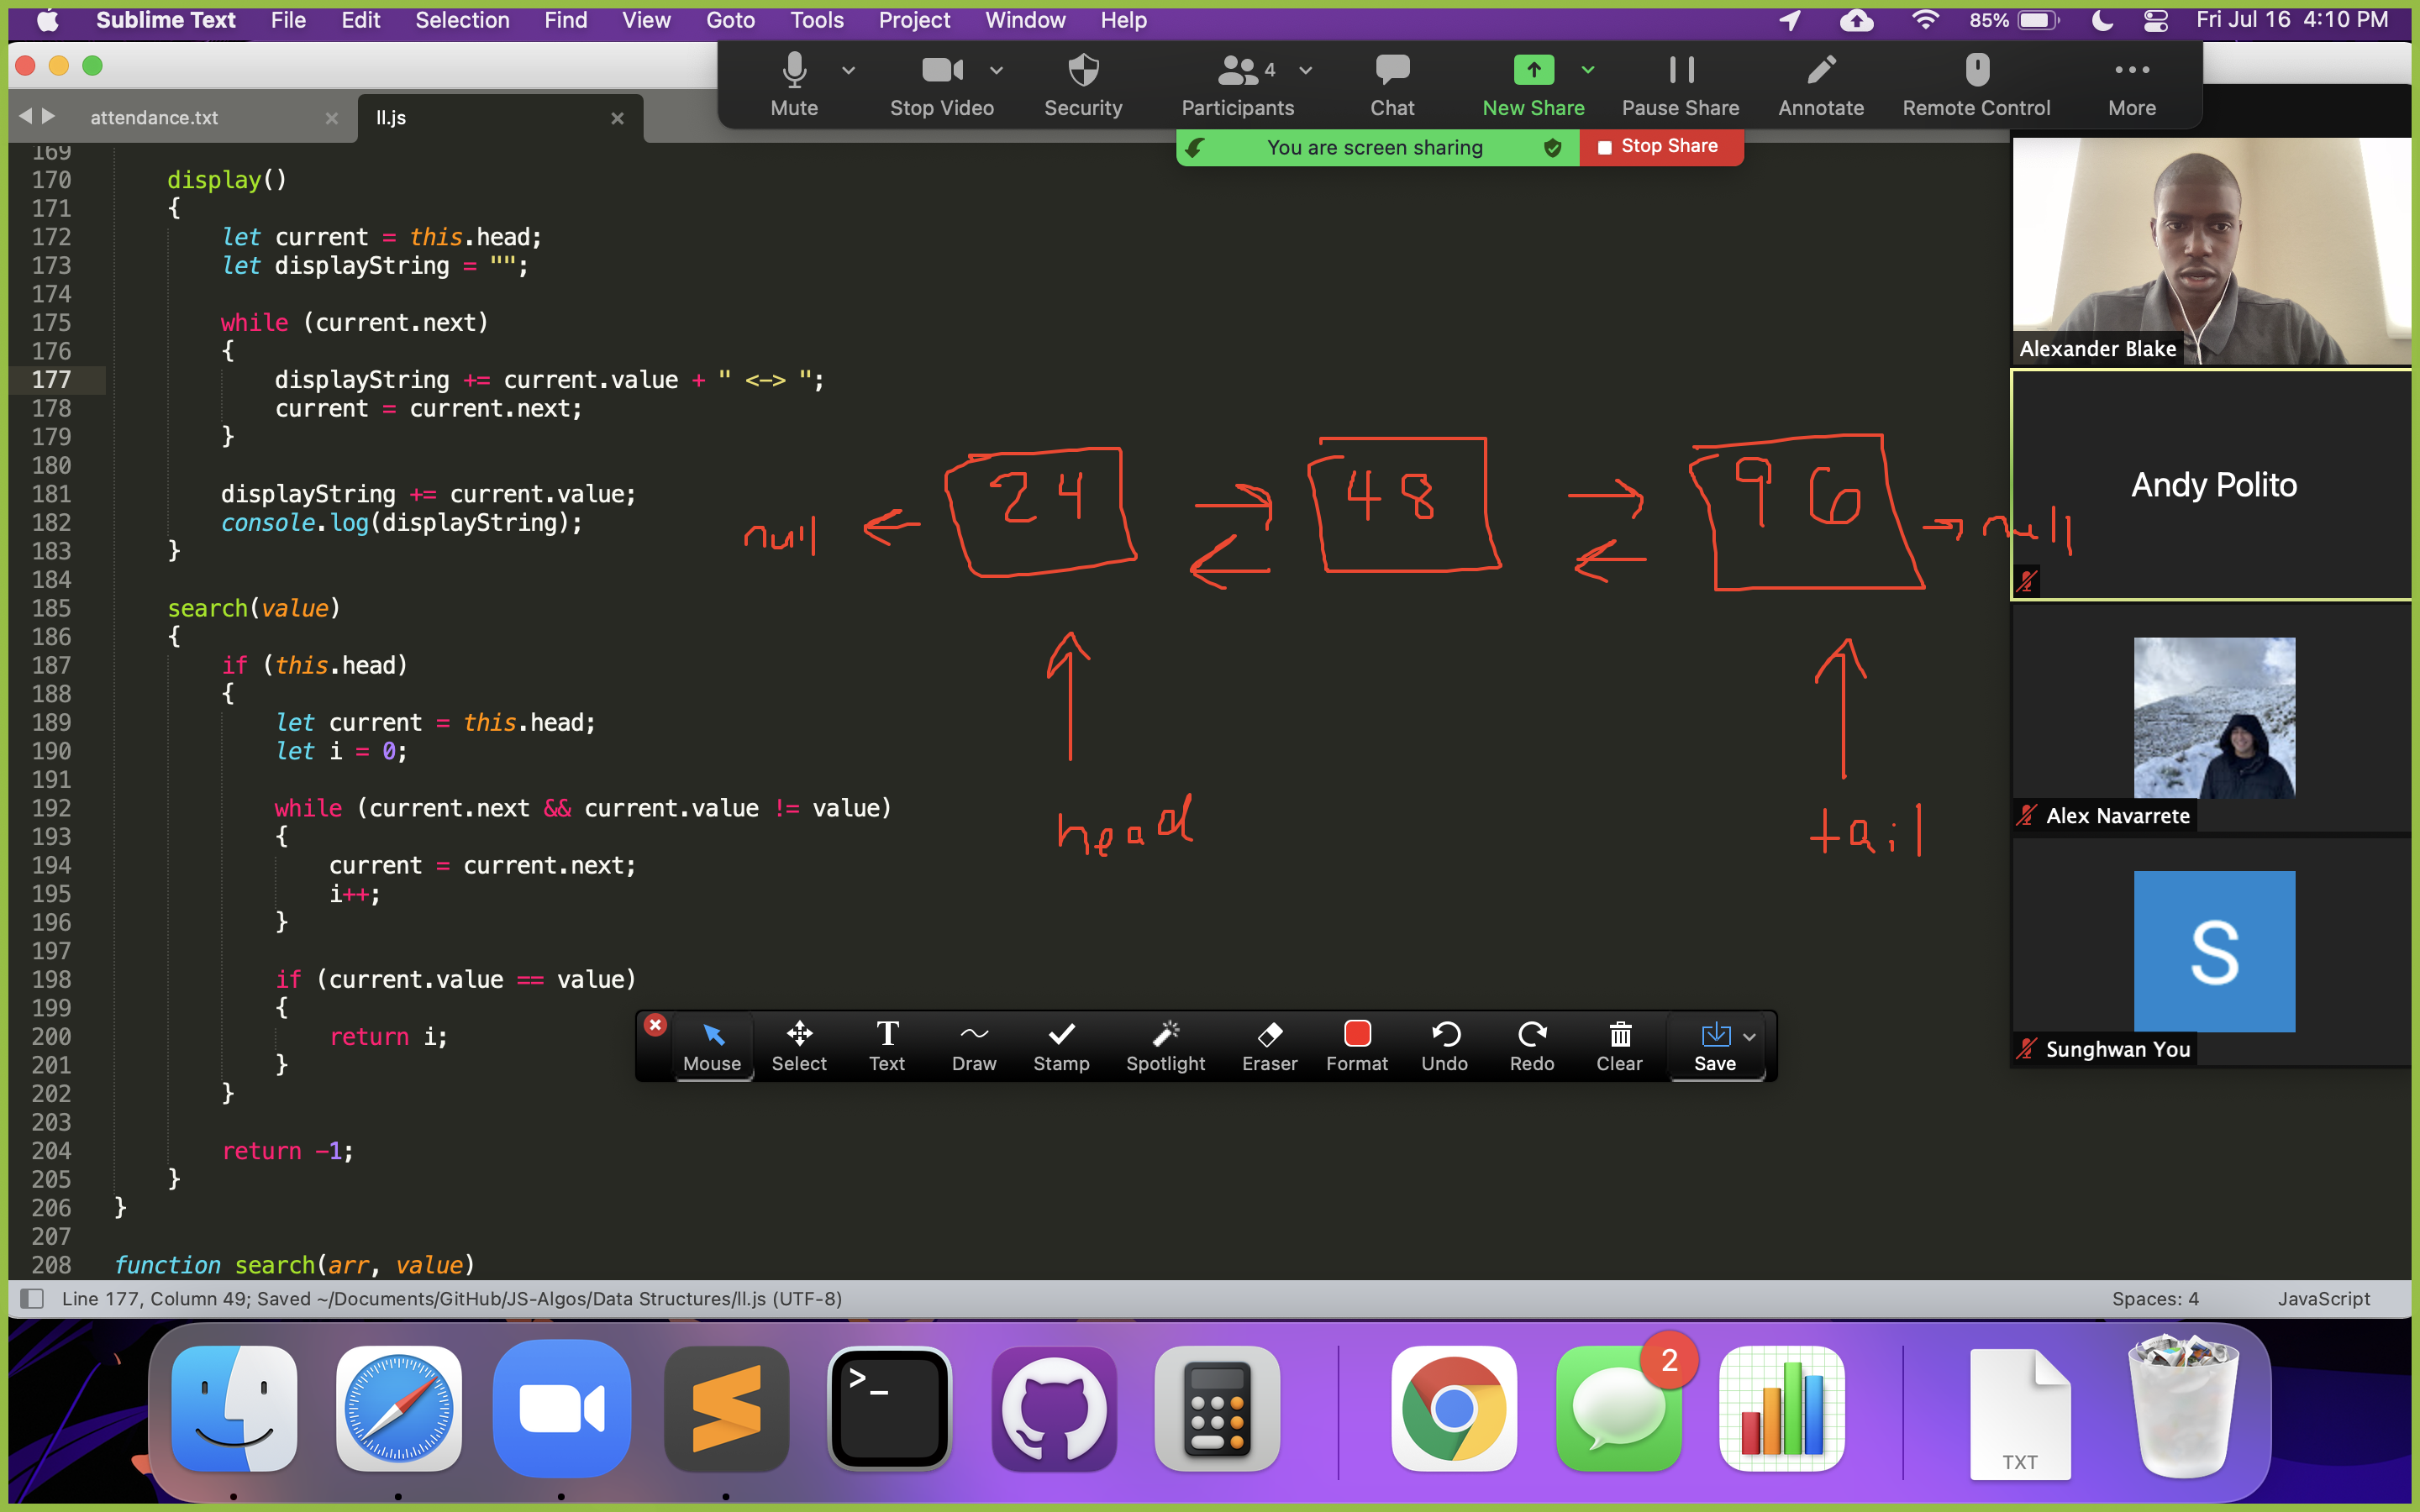 Sublime Text File Edit Selection Find View Goto Tools Project Window Help 85% Fri Jul 16 4:10 PM
Mute Stop Video Security Participants 4 Chat New Share Pause Share Annotate Remote Control More
attendance.txt ll.js
You are screen sharing Stop Share
169
170 display()
171 {
172 let current = this.head;
173 let displayString = "";
174
175 while (current.next)
176 {
177 displayString += current.value + " <-> ";
178 current = current.next;
179 }
180
181 displayString += current.value;
182 console.log(displayString);
183 }
184
185 search(value)
186 {
187 if (this.head)
188 {
189 let current = this.head;
190 let i = 0;
191
192 while (current.next && current.value != value)
193 {
194 current = current.next;
195 i++;
196 }
197
198 if (current.value == value)
199 {
200 return i;
201 }
202 }
203
204 return -1;
205 }
206 }
207
208 function search(arr, value)
null ← 24 → ← 48 → ← 96 → null
head tail
Alexander Blake
Andy Polito
Alex Navarrete
S
Sunghwan You
Mouse Select Text Draw Stamp Spotlight Eraser Format Undo Redo Clear Save
Line 177, Column 49; Saved ~/Documents/GitHub/JS-Algos/Data Structures/ll.js (UTF-8) Spaces: 4 JavaScript
>_
2
TXT